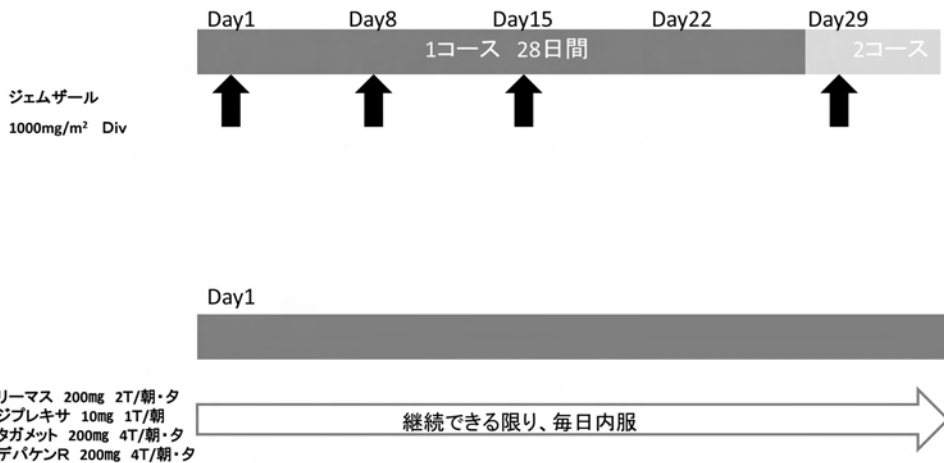 Day1 Day8 Day15 Day22 Day29
1コース 28日間 2コース
ジェムザール
1000mg/m² Div
Day1
リーマス 200mg 2T/朝・夕
ジプレキサ 10mg 1T/朝
タガメット 200mg 4T/朝・夕
デパケンR 200mg 4T/朝・夕
継続できる限り、毎日内服